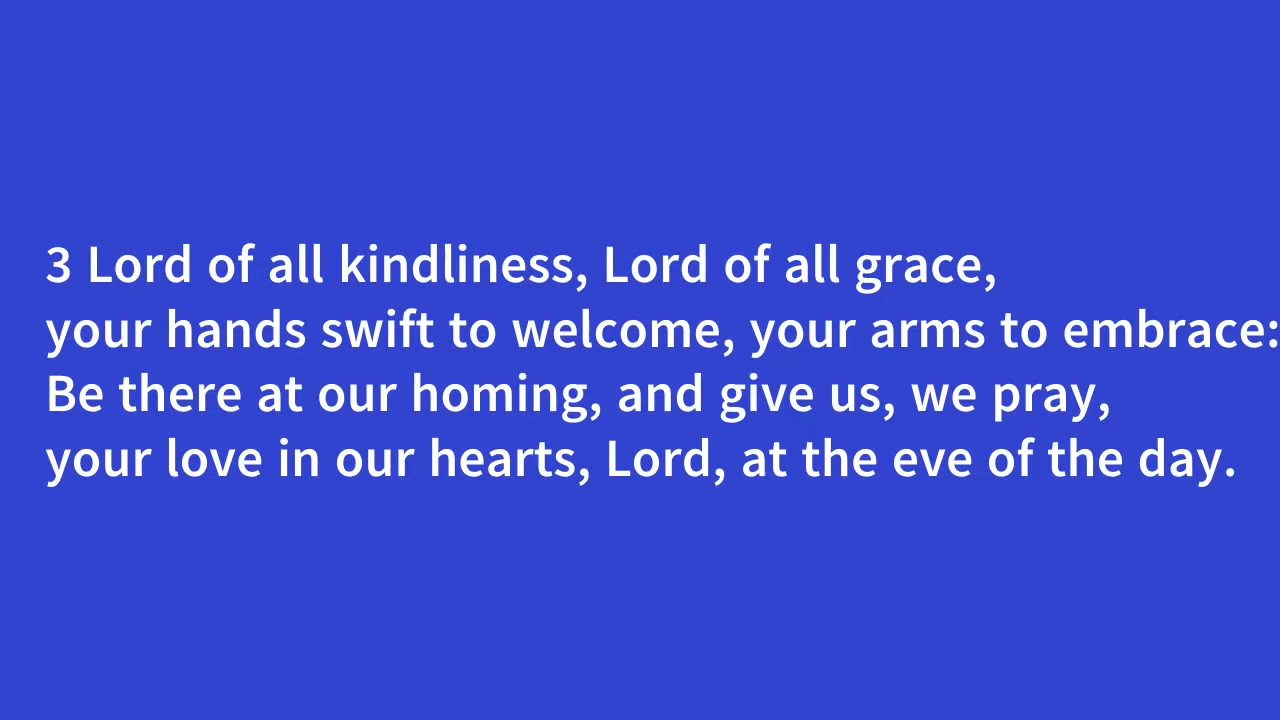 3 Lord of all kindliness, Lord of all grace,
your hands swift to welcome, your arms to embrace:
Be there at our homing, and give us, we pray,
your love in our hearts, Lord, at the eve of the day.